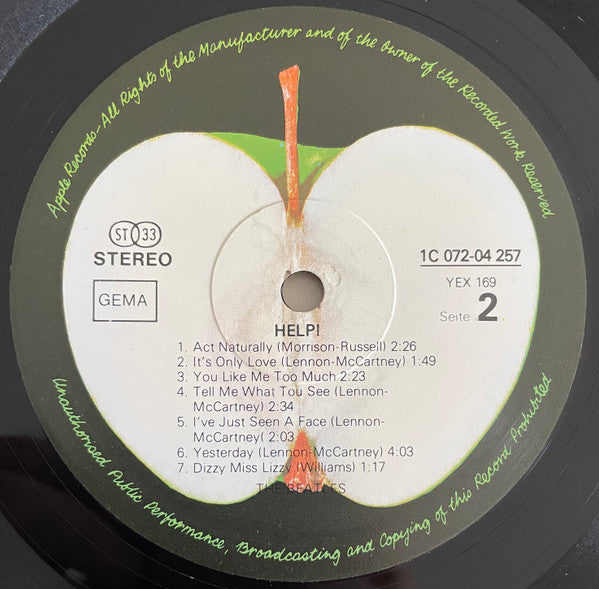 Apple Records-All Rights of the Manufacturer and of the Owner of the Recorded Work Reserved
ST 33
STEREO
GEMA
1C 072-04 257
YEX 169
Seite 2
HELP!
1. Act Naturally (Morrison-Russell) 2:26
2. It's Only Love (Lennon-McCartney) 1:49
3. You Like Me Too Much 2:23
4. Tell Me What Tou See (Lennon-
McCartney) 2:34
5. I've Just Seen A Face (Lennon-
McCartney( 2:03
6. Yesterday (Lennon-McCartney) 4:03
7. Dizzy Miss Lizzy (Williams) 1:17
THE BEATLES
Unauthorised Public Performance, Broadcasting and Copying of this Record Prohibited